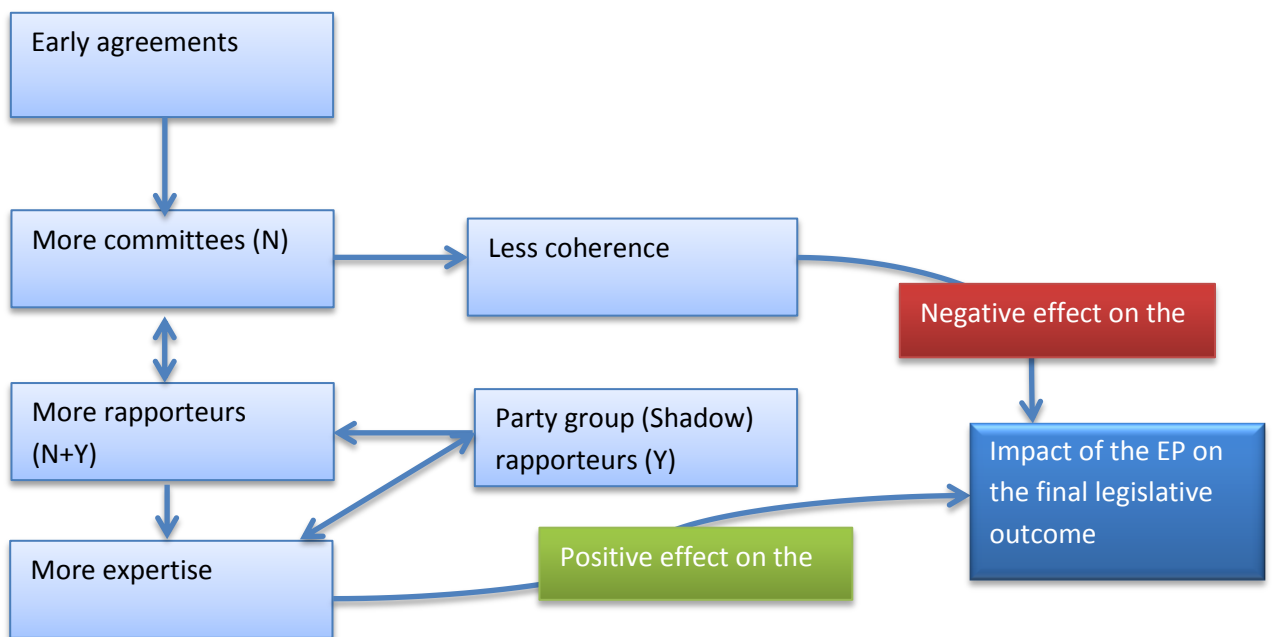 Early agreements
More committees (N)
Less coherence
Negative effect on the
More rapporteurs
(N+Y)
Party group (Shadow)
rapporteurs (Y)
Impact of the EP on
the final legislative
outcome
More expertise
Positive effect on the